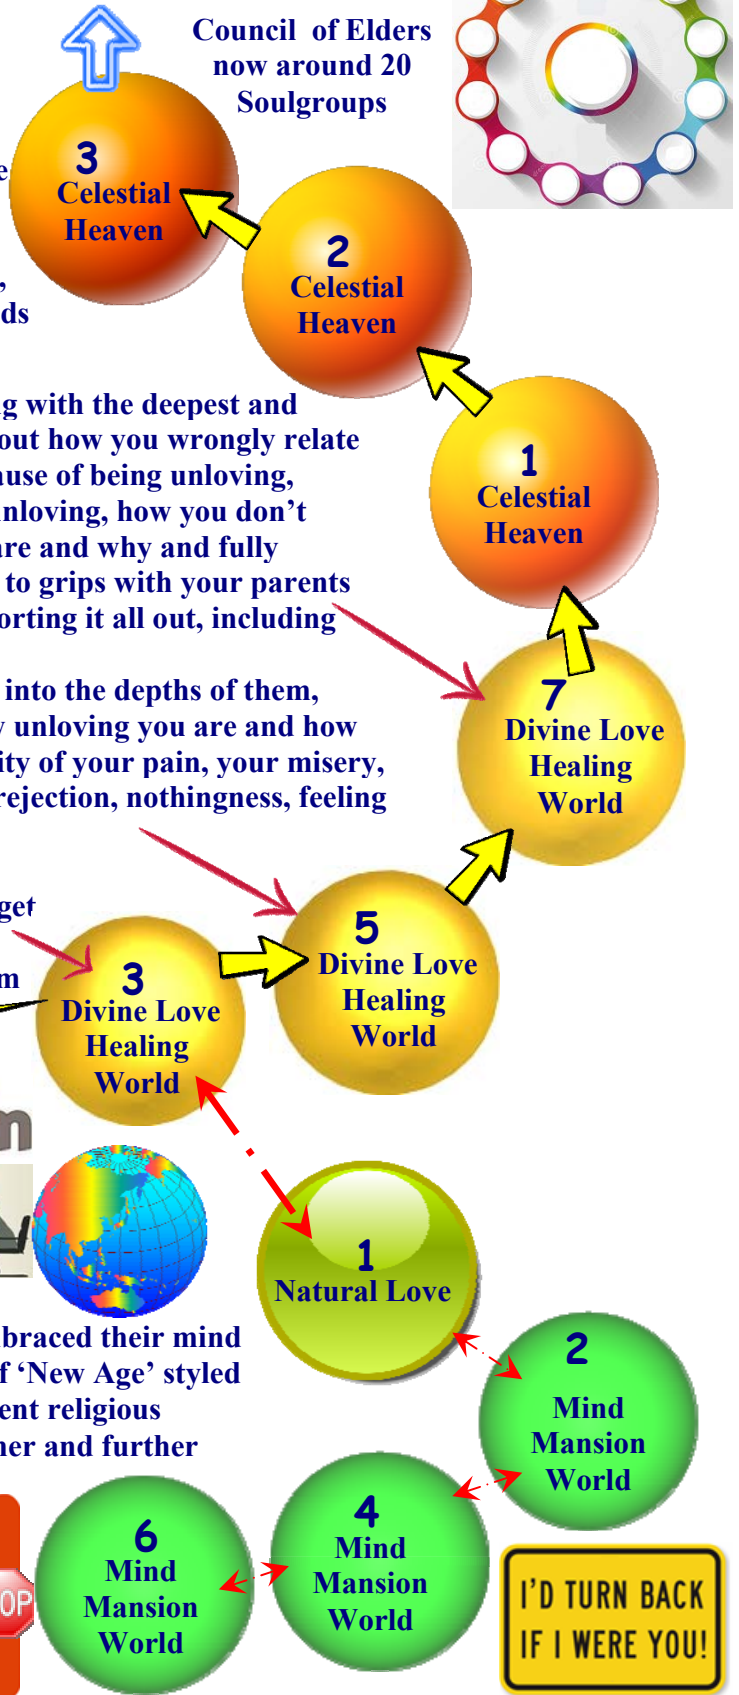 Council of Elders
now around 20
Soulgroups
3
Celestial
Heaven
2
Celestial
Heaven
ds
1
Celestial
Heaven
g with the deepest and
out how you wrongly relate
ause of being unloving,
nloving, how you don’t
are and why and fully
to grips with your parents
orting it all out, including
into the depths of them,
unloving you are and how
ity of your pain, your misery,
rejection, nothingness, feeling
7
Divine Love
Healing
World
get
5
Divine Love
Healing
World
m
3
Divine Love
Healing
World
m
1
Natural Love
braced their mind
f ‘New Age’ styled
ent religious
her and further
2
Mind
Mansion
World
4
Mind
Mansion
World
6
Mind
Mansion
World
OP
I’D TURN BACK
IF I WERE YOU!